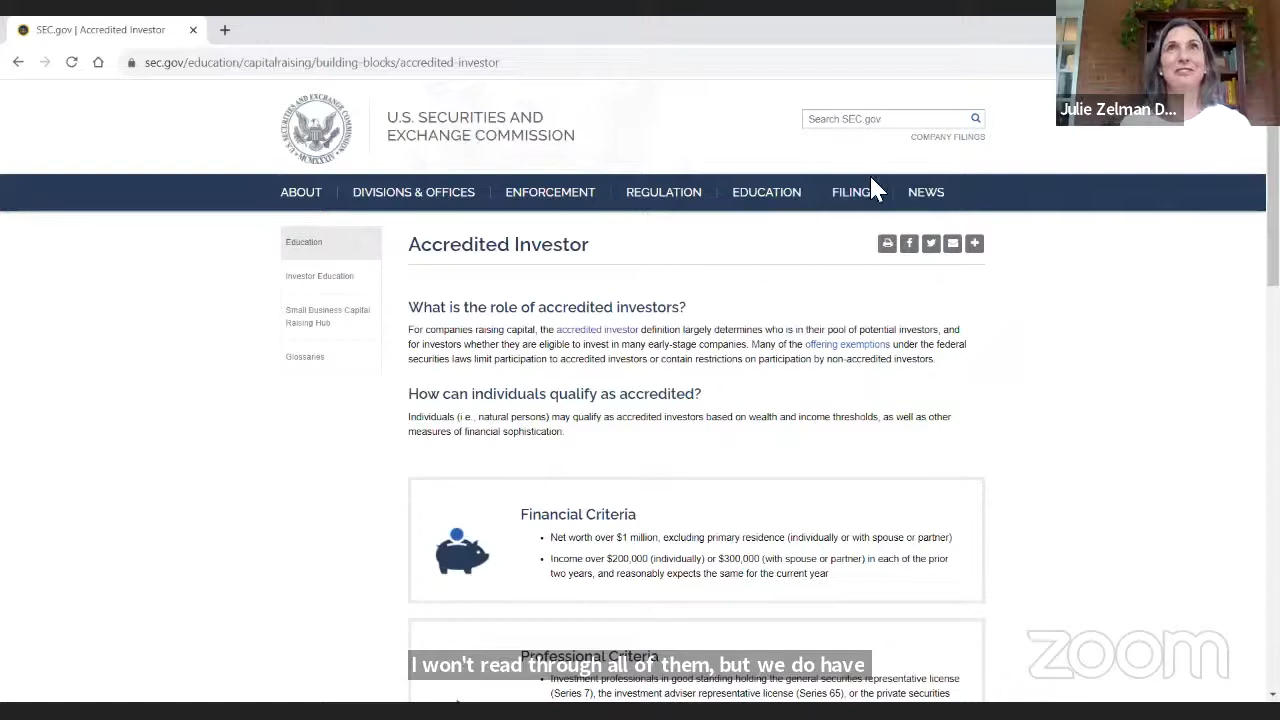 SEC.gov | Accredited Investor
sec.gov/education/capitalraising/building-blocks/accredited-investor
Julie Zelman D...
U.S. SECURITIES AND
EXCHANGE COMMISSION
Search SEC.gov
COMPANY FILINGS
ABOUT
DIVISIONS & OFFICES
ENFORCEMENT
REGULATION
EDUCATION
FILING
NEWS
Education
Investor Education
Small Business Capital
Raising Hub
Glossaries
Accredited Investor
What is the role of accredited investors?
For companies raising capital, the accredited investor definition largely determines who is in their pool of potential investors, and
for investors whether they are eligible to invest in many early-stage companies. Many of the offering exemptions under the federal
securities laws limit participation to accredited investors or contain restrictions on participation by non-accredited investors.
How can individuals qualify as accredited?
Individuals (i.e., natural persons) may qualify as accredited investors based on wealth and income thresholds, as well as other
measures of financial sophistication.
Financial Criteria
• Net worth over $1 million, excluding primary residence (individually or with spouse or partner)
• Income over $200,000 (individually) or $300,000 (with spouse or partner) in each of the prior
two years, and reasonably expects the same for the current year
Professional Criteria
I won't read through all of them, but we do have
• Investment professionals in good standing holding the general securities representative license
(Series 7), the investment adviser representative license (Series 65), or the private securities
zoom